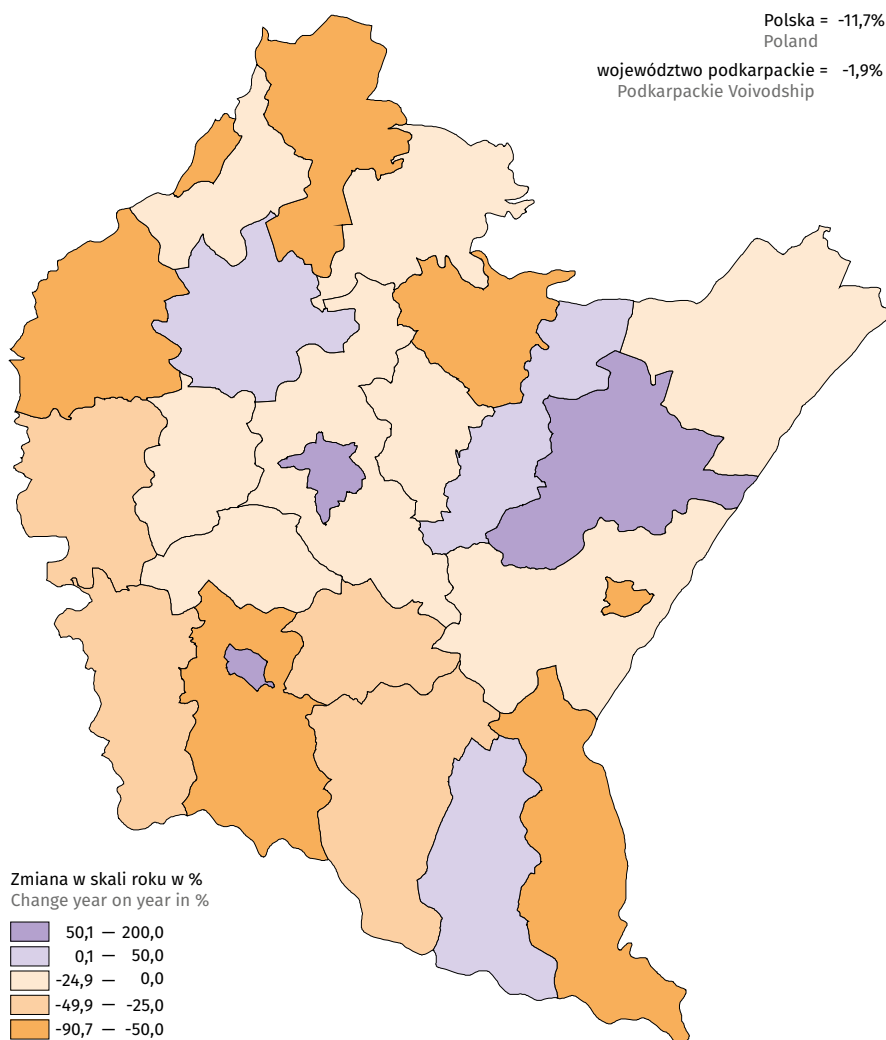 Polska = -11,7%
Poland
województwo podkarpackie = -1,9%
Podkarpackie Voivodship
Zmiana w skali roku w %
Change year on year in %
50,1 — 200,0
0,1 — 50,0
-24,9 — 0,0
-49,9 — -25,0
-90,7 — -50,0